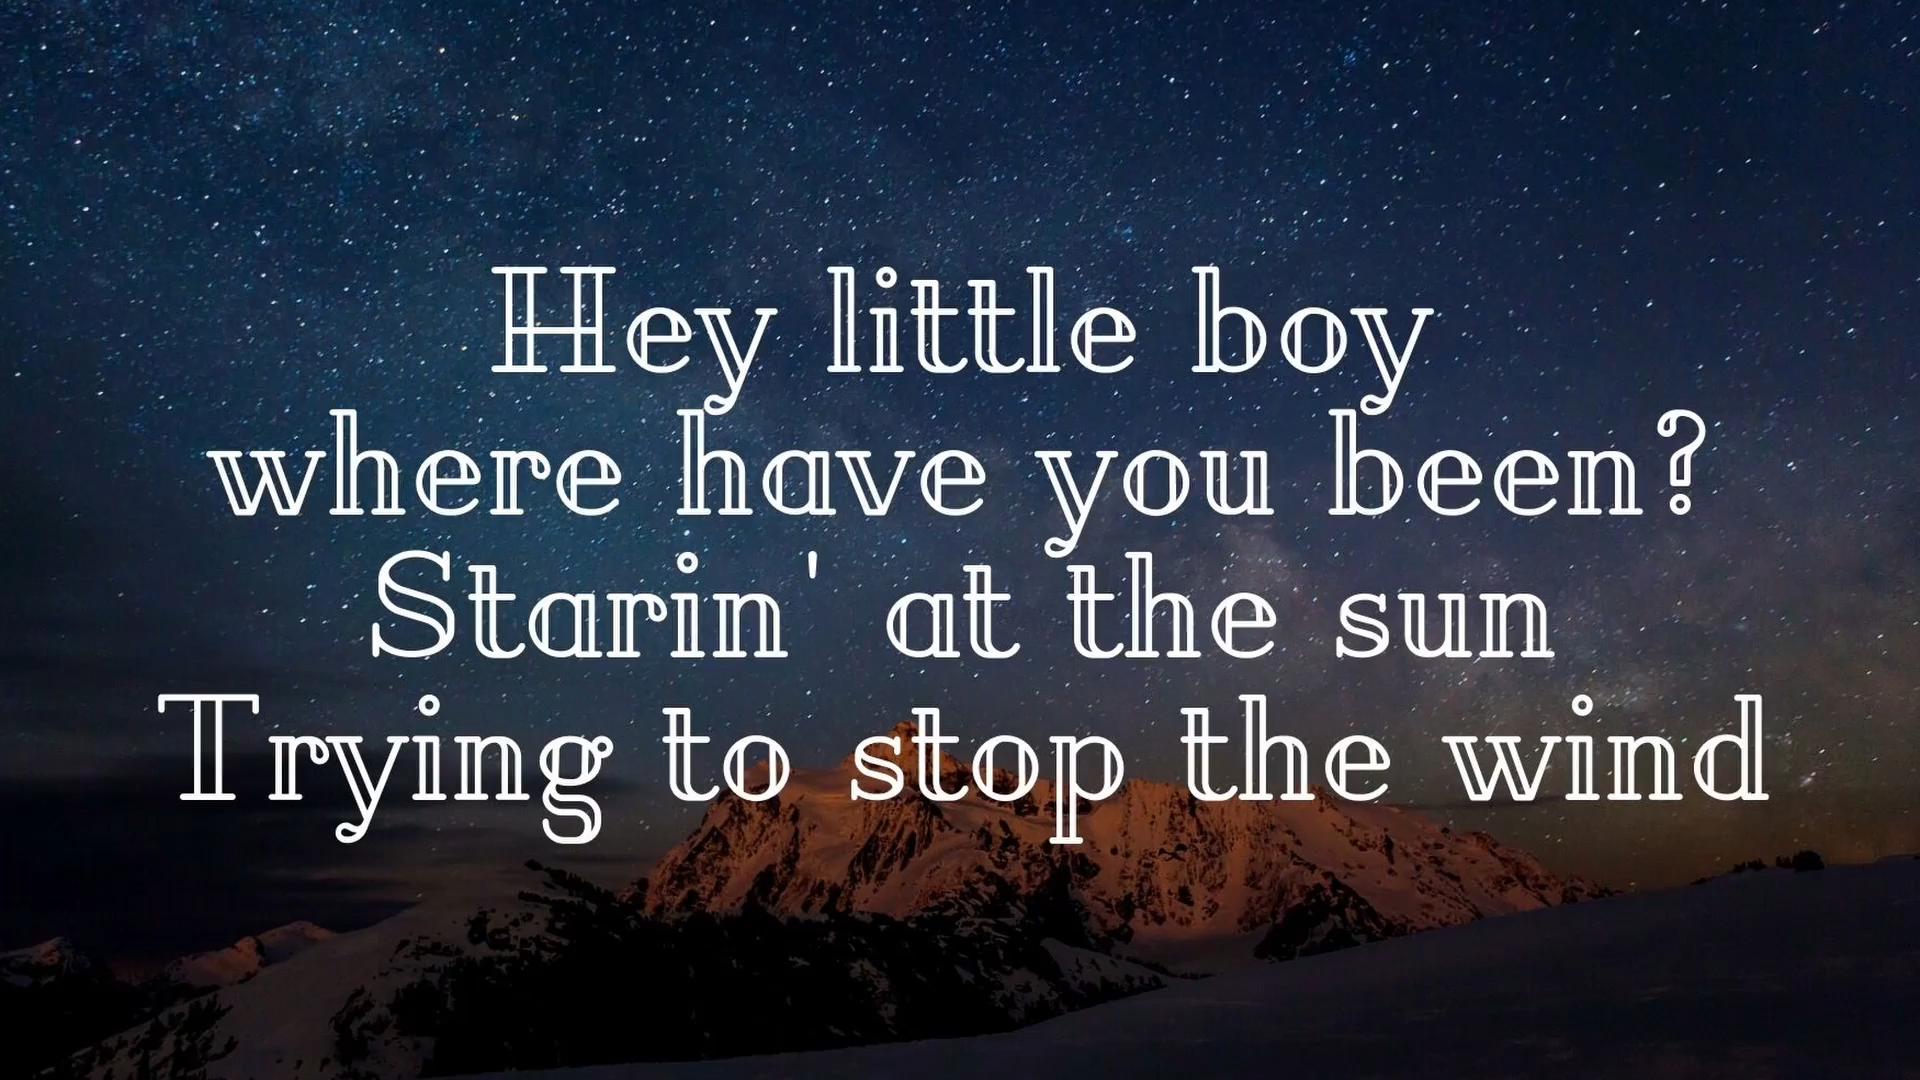 Hey little boy
where have you been?
Starin' at the sun
Trying to stop the wind